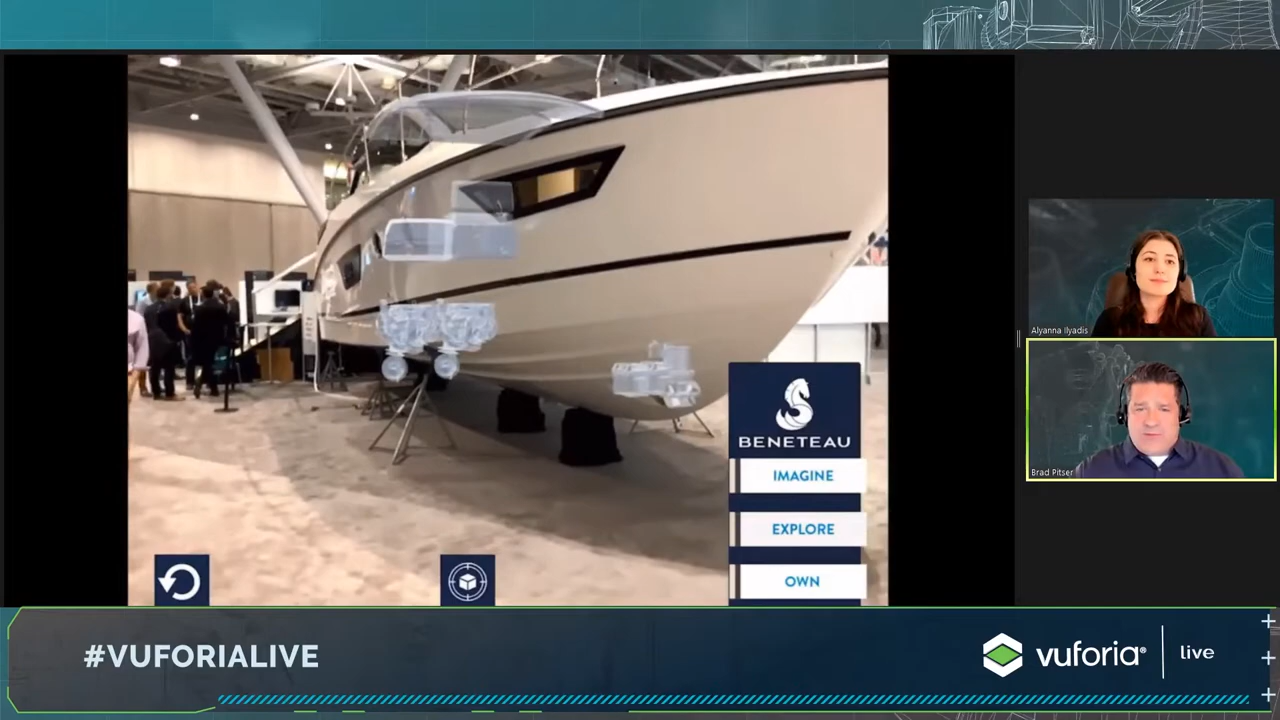 BENETEAU
IMAGINE
EXPLORE
OWN
Alyanna Ilyadis
Brad Pitser
#VUFORIALIVE
vuforia® live